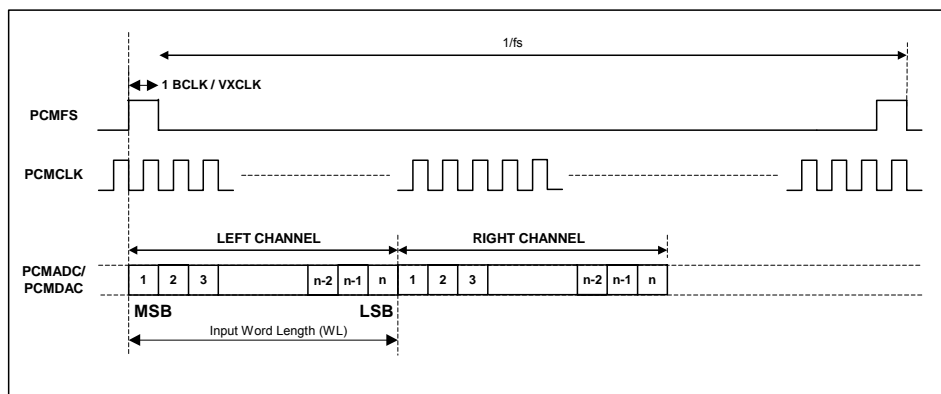 1/fs
1 BCLK / VXCLK
PCMFS
PCMCLK
LEFT CHANNEL RIGHT CHANNEL
PCMADC/
PCMDAC
1 2 3 n-2 n-1 n 1 2 3 n-2 n-1 n
MSB LSB
Input Word Length (WL)